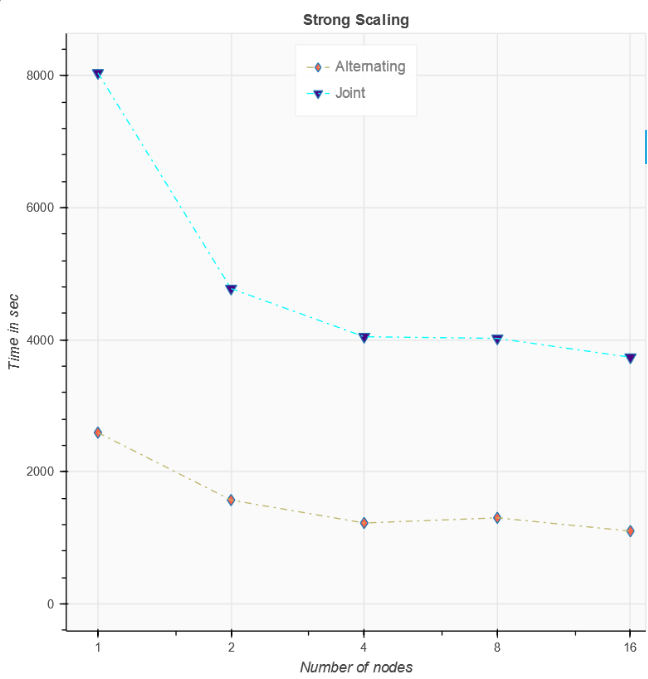 Strong Scaling
Alternating
Joint
8000
6000
4000
2000
0
Time in sec
1 2 4 8 16
Number of nodes